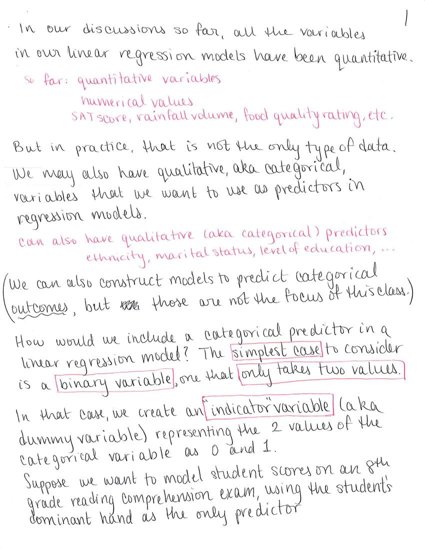 1
In our discussions so far, all the variables
in our linear regression models have been quantitative.
so far: quantitative variables
numerical values
SAT score, rainfall volume, food quality rating, etc.
But in practice, that is not the only type of data.
We may also have qualitative, aka categorical,
variables that we want to use as predictors in
regression models.
can also have qualitative (aka categorical) predictors
ethnicity, marital status, level of education, ...
(We can also construct models to predict categorical
outcomes, but those are not the focus of this class.)
How would we include a categorical predictor in a
linear regression model? The simplest case to consider
is a binary variable, one that only takes two values.
In that case, we create an "indicator" variable (aka
dummy variable) representing the 2 values of the
categorical variable as 0 and 1.
Suppose we want to model student scores on an 8th
grade reading comprehension exam, using the student's
dominant hand as the only predictor